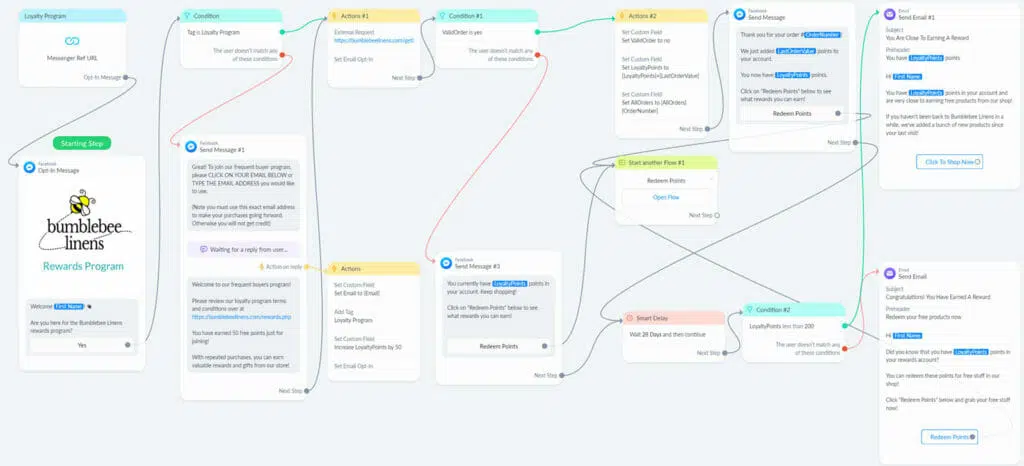 Loyalty Program
Messenger Ref URL
Opt-In Message
Starting Step
Facebook
Opt-In Message
bumblebee
linens
Rewards Program
Welcome First Name
Are you here for the Bumblebee Linens
rewards program?
Yes
Condition
Tag is Loyalty Program
The user doesn't match any
of these conditions
Facebook
Send Message #1
Great! To join our frequent buyer program,
please CLICK ON YOUR EMAIL BELOW or
TYPE THE EMAIL ADDRESS you would like
to use.
(Note you must use this exact email address
to make your purchases going forward.
Otherwise you will not get credit)
Waiting for a reply from user...
Action on reply
Welcome to our frequent buyers program!
Please review our loyalty program terms
and conditions over at
https://bumblebeelinens.com/rewards.php
You have earned 50 free points just for
joining!
With repeated purchases, you can earn
valuable rewards and gifts from our store!
Next Step
Actions #1
External Request
https://bumblebeelinens.com/getl
Set Email Opt-In
Next Step
Actions
Set Custom Field
Set Email to [Email]
Add Tag
Loyalty Program
Set Custom Field
Increase LoyaltyPoints by 50
Set Email Opt-In
Condition #1
ValidOrder is yes
The user doesn't match any
of these conditions
Facebook
Send Message #3
You currently have LoyaltyPoints points in
your account. Keep shopping!
Click on "Redeem Points" below to see
what rewards you can earn!
Redeem Points
Next Step
Actions #2
Set Custom Field
Set ValidOrder to no
Set Custom Field
Set LoyaltyPoints to
[LoyaltyPoints]+[LastOrderValue]
Set Custom Field
Set AllOrders to [AllOrders]
[OrderNumber]
Next Step
Start another Flow #1
Redeem Points
Open Flow
Next Step
Smart Delay
Wait 28 Days and then continue
Next Step
Facebook
Send Message
Thank you for your order # OrderNumber!
We just added LastOrderValue points to
your account.
You now have LoyaltyPoints points.
Click on "Redeem Points" below to see
what rewards you can earn!
Redeem Points
Next Step
Condition #2
LoyaltyPoints less than 200
The user doesn't match any
of these conditions
Email
Send Email #1
Subject
You Are Close To Earning A Reward
Preheader
You have LoyaltyPoints points
Hi First Name,
You have LoyaltyPoints points in your account and
are very close to earning free products from our shop!
If you haven't been back to Bumblebee Linens in a
while, we've added a bunch of new products since
your last visit!
Click To Shop Now
Email
Send Email
Subject
Congratulations! You Have Earned A Reward
Preheader
Redeem your free products now
Hi First Name,
Did you know that you have LoyaltyPoints points in
your rewards account?
You can redeem these points for free stuff in our
shop!
Click "Redeem Points" below and grab your free stuff
now!
Redeem Points